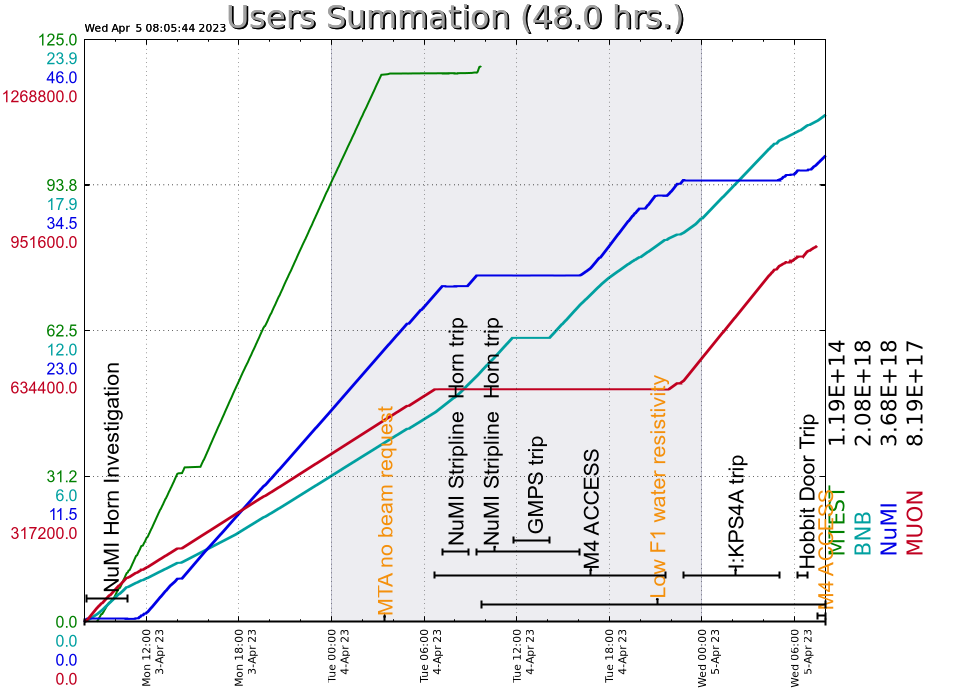 Users Summation (48.0 hrs.)
Wed Apr 5 08:05:44 2023
125.0
23.9
46.0
1268800.0
93.8
17.9
34.5
951600.0
62.5
12.0
23.0
634400.0
31.2
6.0
11.5
317200.0
0.0
0.0
0.0
0.0
NuMI Horn Investigation
MTA no beam request
NuMI Stripline Horn trip
NuMI Stripline Horn trip
GMPS trip
M4 ACCESS
Low F1 water resistivity
I:KPS4A trip
Hobbit Door Trip
M4 ACCESS
MTEST 1.19E+14
BNB 2.08E+18
NuMI 3.68E+18
MUON 8.19E+17
Mon 12:00
3-Apr 23
Mon 18:00
3-Apr 23
Tue 00:00
4-Apr 23
Tue 06:00
4-Apr 23
Tue 12:00
4-Apr 23
Tue 18:00
4-Apr 23
Wed 00:00
5-Apr 23
Wed 06:00
5-Apr 23